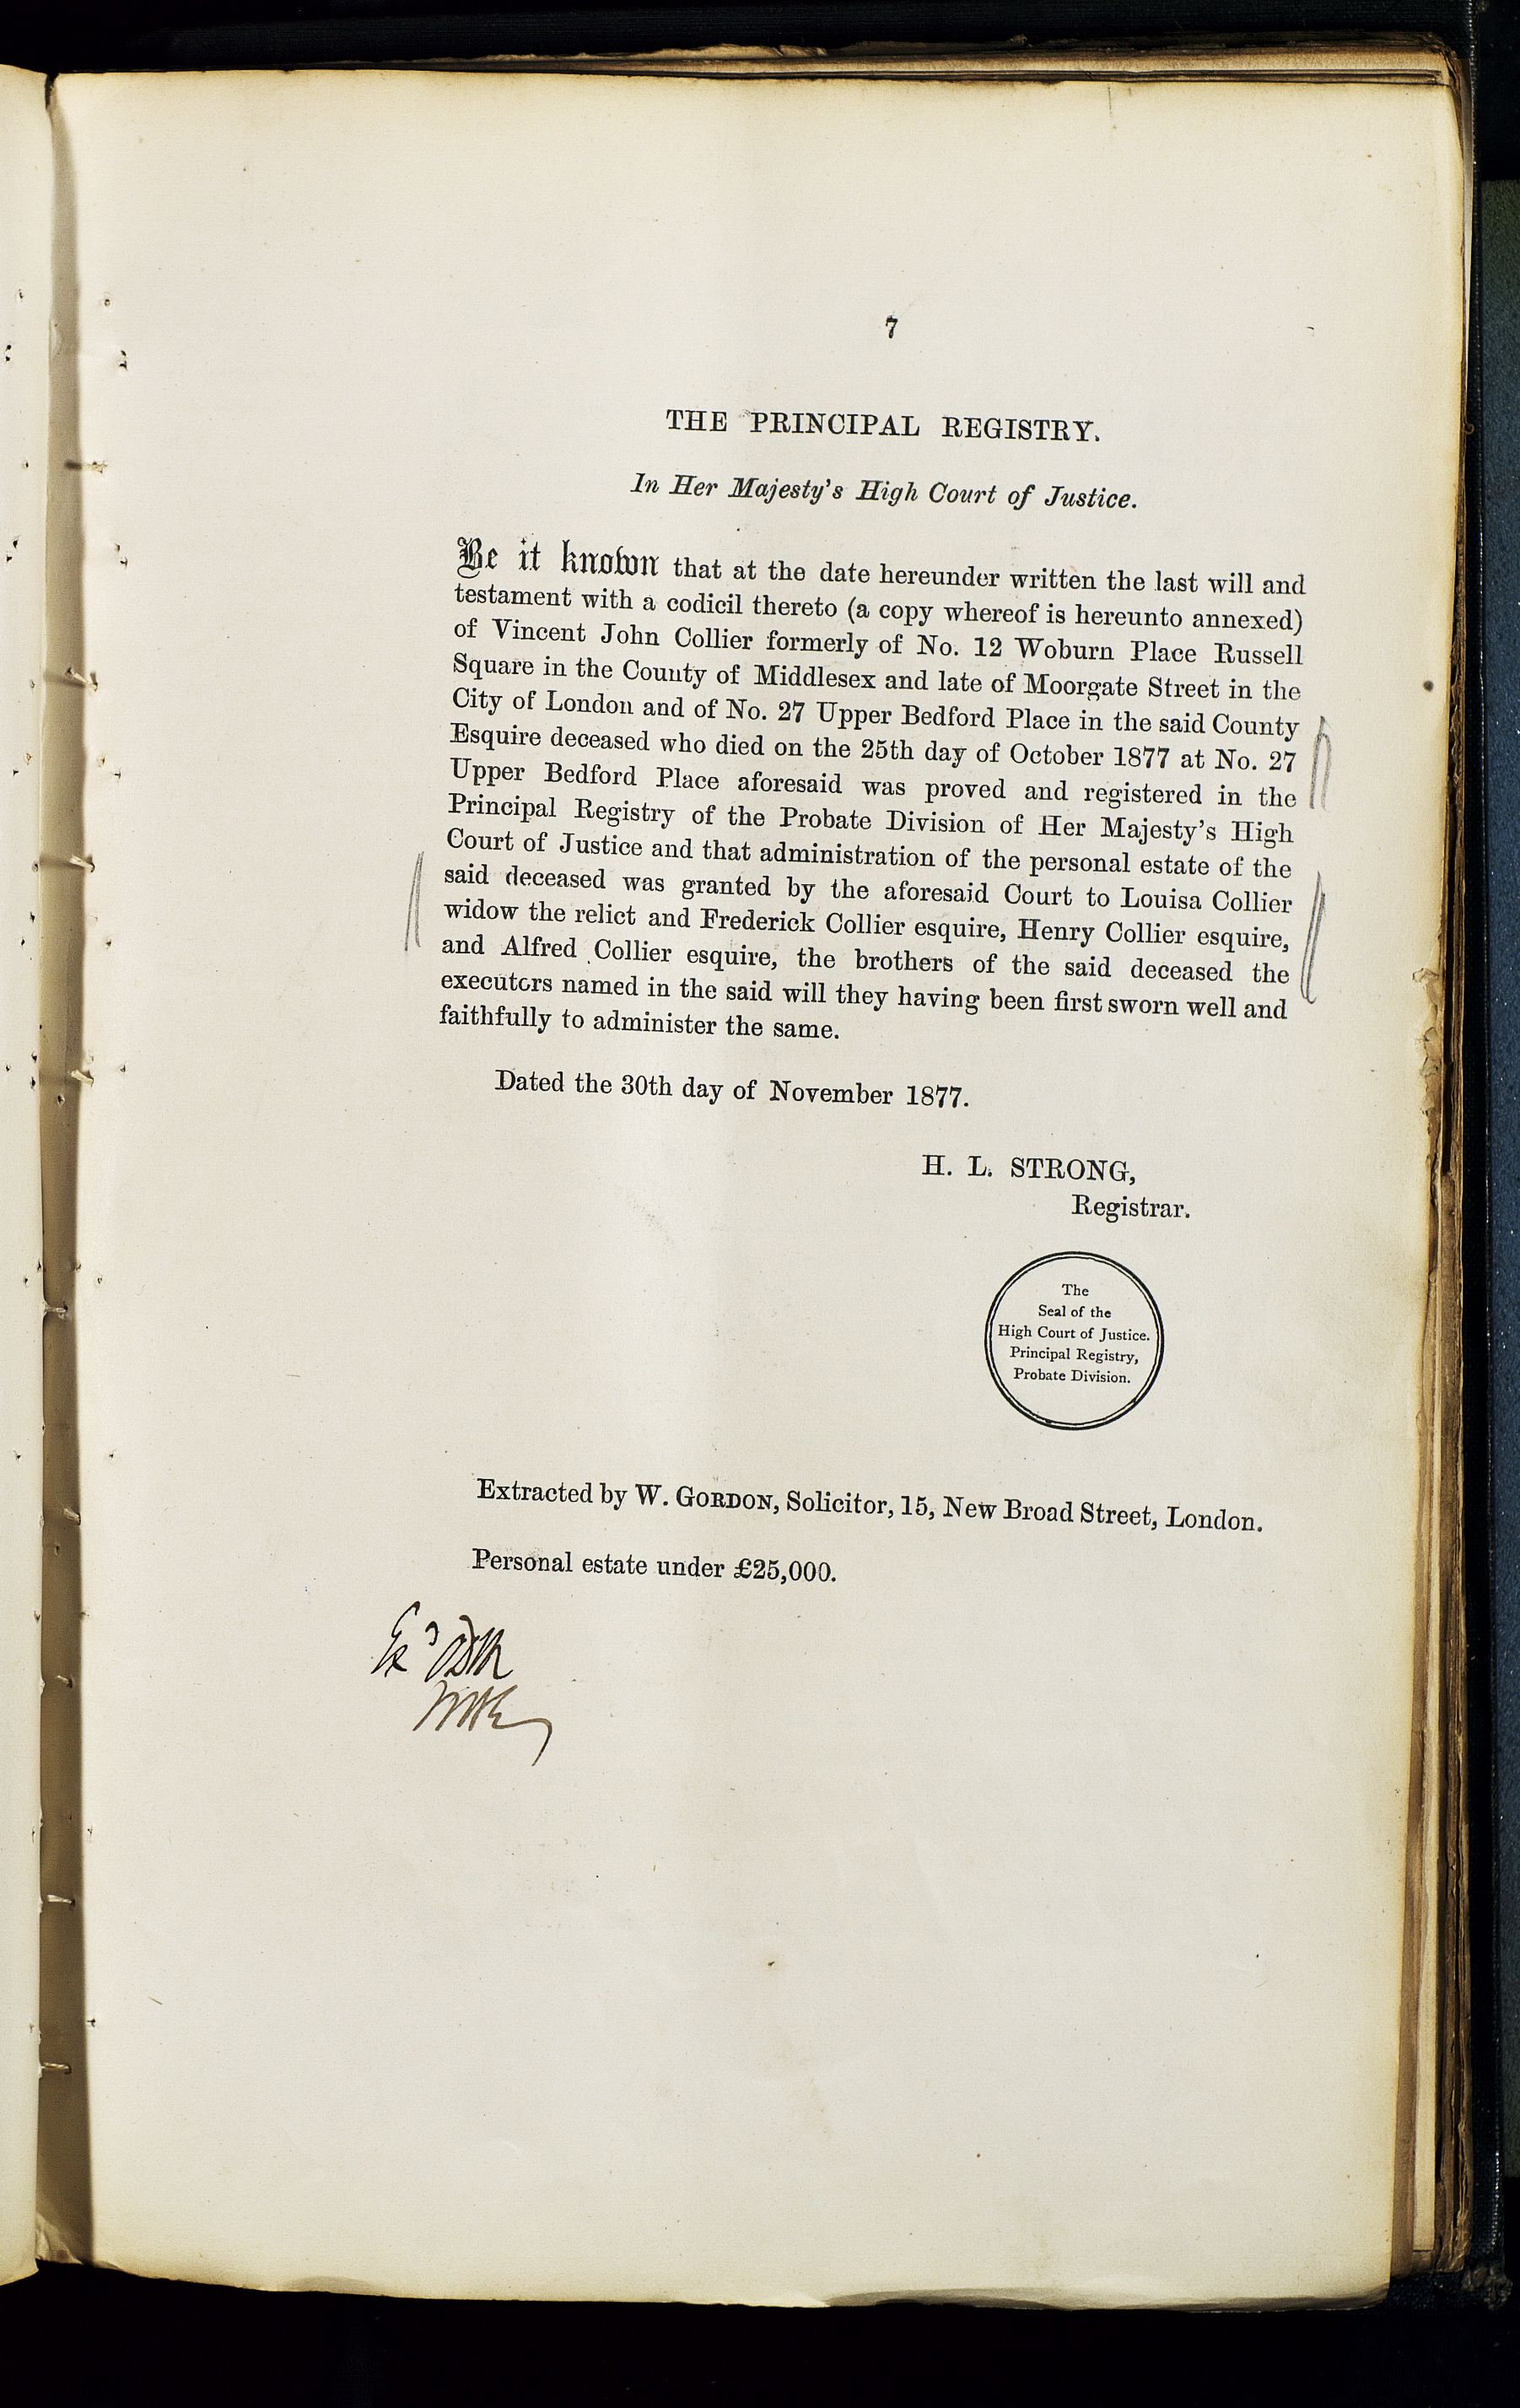 7
THE PRINCIPAL REGISTRY.
In Her Majesty's High Court of Justice.
Be it known that at the date hereunder written the last will and
testament with a codicil thereto (a copy whereof is hereunto annexed)
of Vincent John Collier formerly of No. 12 Woburn Place Russell
Square in the County of Middlesex and late of Moorgate Street in the
City of London and of No. 27 Upper Bedford Place in the said County
Esquire deceased who died on the 25th day of October 1877 at No. 27
Upper Bedford Place aforesaid was proved and registered in the
Principal Registry of the Probate Division of Her Majesty's High
Court of Justice and that administration of the personal estate of the
said deceased was granted by the aforesaid Court to Louisa Collier
widow the relict and Frederick Collier esquire, Henry Collier esquire,
and Alfred Collier esquire, the brothers of the said deceased the
executors named in the said will they having been first sworn well and
faithfully to administer the same.
Dated the 30th day of November 1877.
H. L. STRONG,
Registrar.
The
Seal of the
High Court of Justice.
Principal Registry,
Probate Division.
Extracted by W. GORDON, Solicitor, 15, New Broad Street, London.
Personal estate under £25,000.